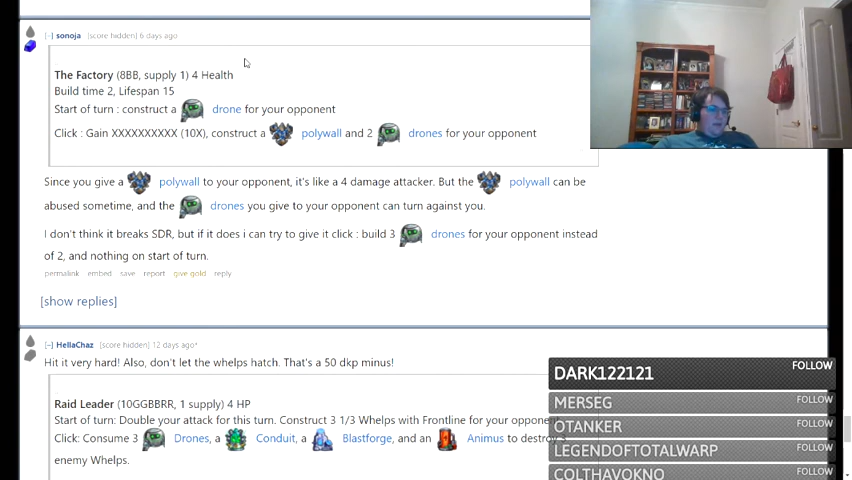 [-] sonoja [score hidden] 6 days ago
The Factory (8BB, supply 1) 4 Health
Build time 2, Lifespan 15
Start of turn : construct a drone for your opponent
Click : Gain XXXXXXXXXX (10X), construct a polywall and 2 drones for your opponent
Since you give a polywall to your opponent, it's like a 4 damage attacker. But the polywall can be
abused sometime, and the drones you give to your opponent can turn against you.
I don't think it breaks SDR, but if it does i can try to give it click : build 3 drones for your opponent instead
of 2, and nothing on start of turn.
permalink embed save report give gold reply
[show replies]
[-] HellaChaz [score hidden] 12 days ago*
Hit it very hard! Also, don't let the whelps hatch. That's a 50 dkp minus!
Raid Leader (10GGBBRR, 1 supply) 4 HP
Start of turn: Double your attack for this turn. Construct 3 1/3 Whelps with Frontline for your opponent
Click: Consume 3 Drones, a Conduit, a Blastforge, and an Animus to destroy 3
enemy Whelps.
DARK122121 FOLLOW
MERSEG FOLLOW
OTANKER FOLLOW
LEGENDOFTOTALWARP FOLLOW
COLTHAVOKNO FOLLOW